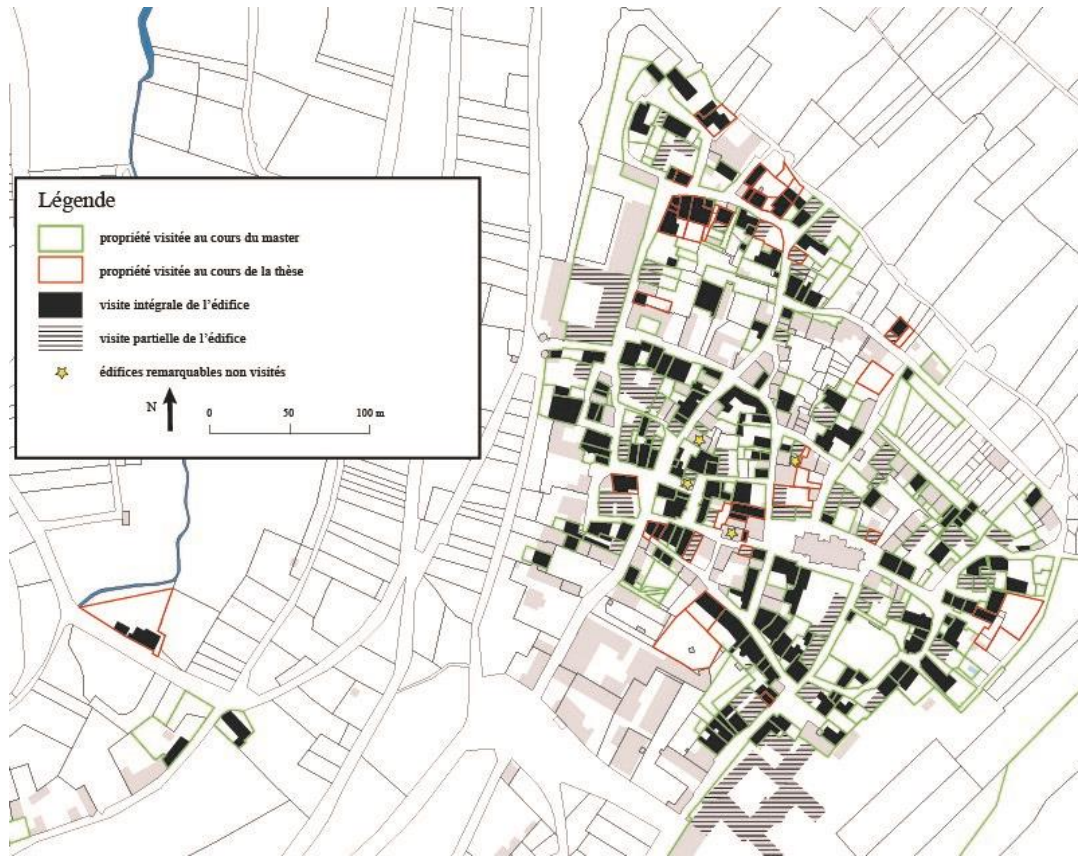 Légende
propriété visitée au cours du master
propriété visitée au cours de la thèse
visite intégrale de l'édifice
visite partielle de l'édifice
édifices remarquables non visités
N 0 50 100 m